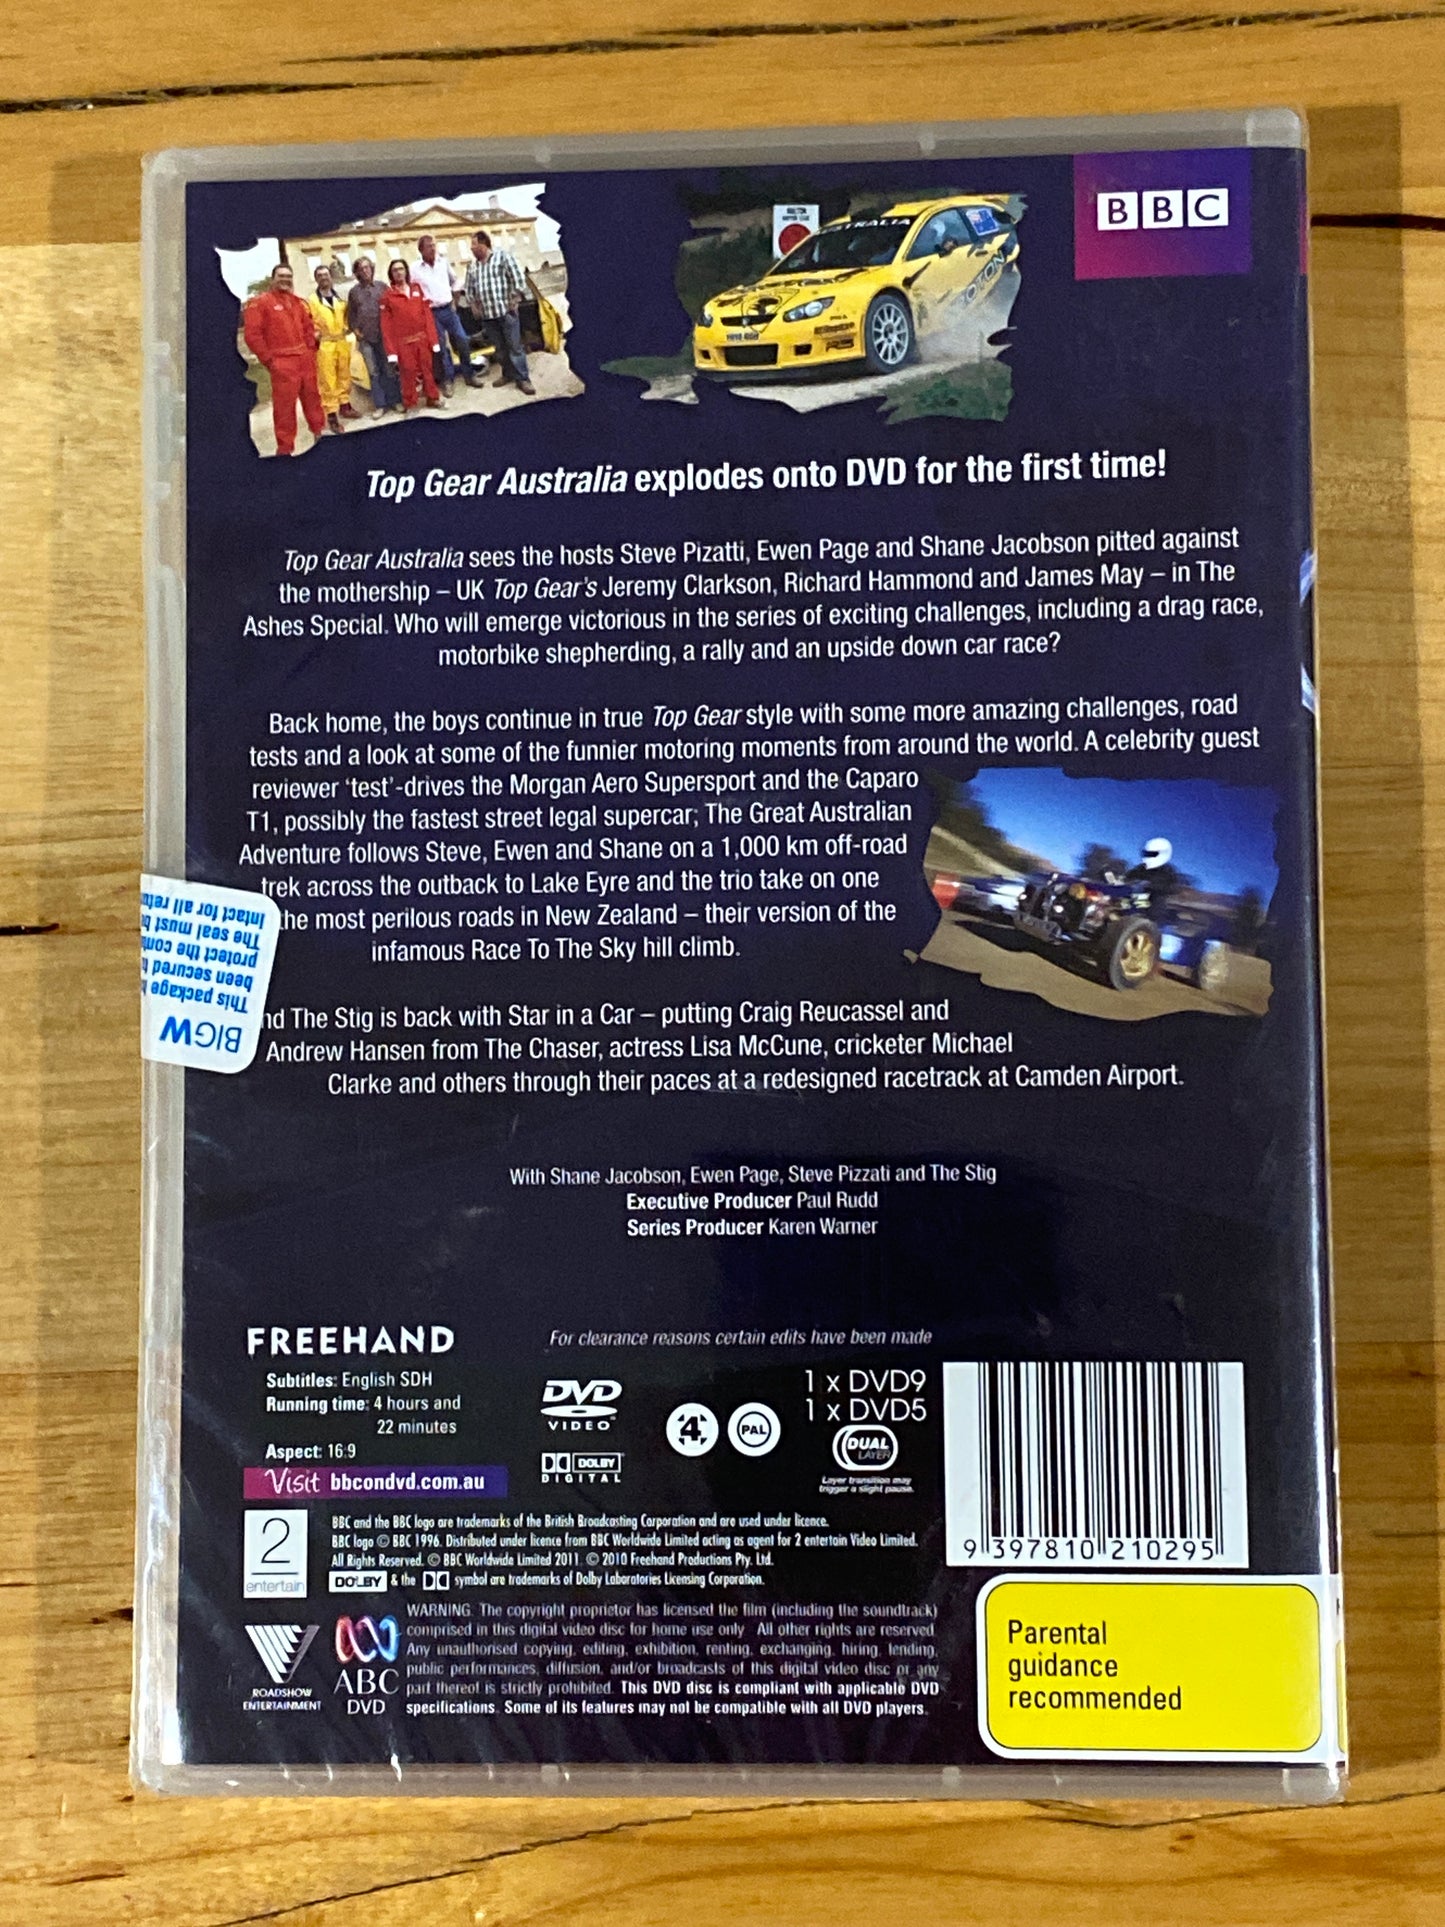 BBC
AUSTRALIA
PROTON
Top Gear Australia explodes onto DVD for the first time!
Top Gear Australia sees the hosts Steve Pizatti, Ewen Page and Shane Jacobson pitted against
the mothership – UK Top Gear's Jeremy Clarkson, Richard Hammond and James May – in The
Ashes Special. Who will emerge victorious in the series of exciting challenges, including a drag race,
motorbike shepherding, a rally and an upside down car race?
Back home, the boys continue in true Top Gear style with some more amazing challenges, road
tests and a look at some of the funnier motoring moments from around the world. A celebrity guest
reviewer 'test'-drives the Morgan Aero Supersport and the Caparo
T1, possibly the fastest street legal supercar; The Great Australian
Adventure follows Steve, Ewen and Shane on a 1,000 km off-road
trek across the outback to Lake Eyre and the trio take on one
the most perilous roads in New Zealand – their version of the
infamous Race To The Sky hill climb.
nd The Stig is back with Star in a Car – putting Craig Reucassel and
Andrew Hansen from The Chaser, actress Lisa McCune, cricketer Michael
Clarke and others through their paces at a redesigned racetrack at Camden Airport.
BIGW
This package
been secured
protect the
The seal must
intact for all
With Shane Jacobson, Ewen Page, Steve Pizzati and The Stig
Executive Producer Paul Rudd
Series Producer Karen Warner
FREEHAND
For clearance reasons certain edits have been made
Subtitles: English SDH
Running time: 4 hours and
22 minutes
Aspect: 16:9
Visit bbcondvd.com.au
DVD
VIDEO
DOLBY
DIGITAL
4
PAL
1 x DVD9
1 x DVD5
DUAL
LAYER
Layer transition may
trigger a slight pause.
9 397810 210295
2
entertain
BBC and the BBC logo are trademarks of the British Broadcasting Corporation and are used under licence.
BBC logo © BBC 1996. Distributed under licence from BBC Worldwide Limited acting as agent for 2 entertain Video Limited.
All Rights Reserved. © BBC Worldwide Limited 2011. © 2010 Freehand Productions Pty. Ltd.
DOLBY & the symbol are trademarks of Dolby Laboratories Licensing Corporation.
ROADSHOW
ENTERTAINMENT
ABC
DVD
WARNING: The copyright proprietor has licensed the film (including the soundtrack)
comprised in this digital video disc for home use only. All other rights are reserved.
Any unauthorised copying, editing, exhibition, renting, exchanging, hiring, lending,
public performances, diffusion, and/or broadcasts of this digital video disc or any
part thereof is strictly prohibited. This DVD disc is compliant with applicable DVD
specifications. Some of its features may not be compatible with all DVD players.
Parental
guidance
recommended